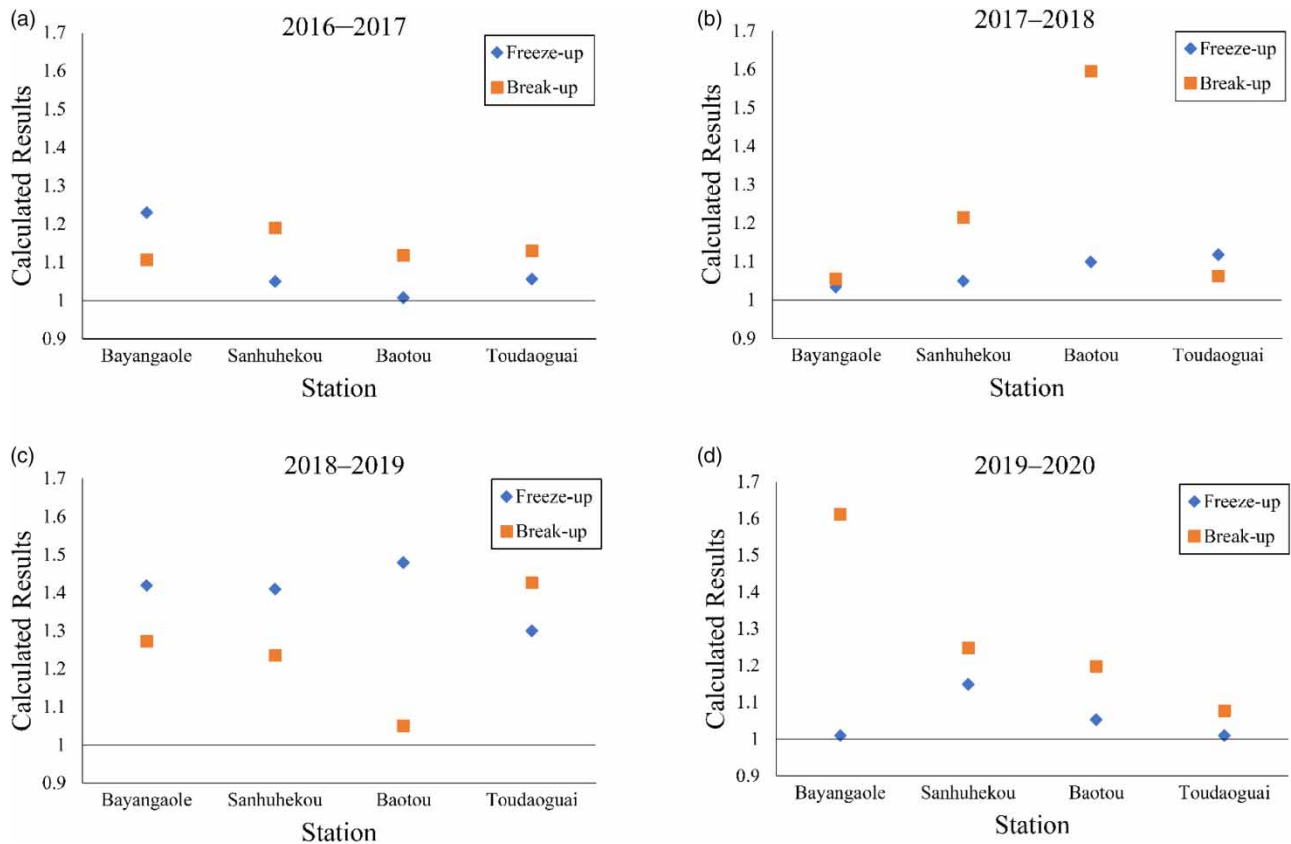 (a)
2016–2017
Freeze-up
Break-up
Calculated Results
1.7
1.6
1.5
1.4
1.3
1.2
1.1
1
0.9
Bayangaole Sanhuhekou Baotou Toudaoguai
Station
(b)
2017–2018
Freeze-up
Break-up
Calculated Results
1.7
1.6
1.5
1.4
1.3
1.2
1.1
1
0.9
Bayangaole Sanhuhekou Baotou Toudaoguai
Station
(c)
2018–2019
Freeze-up
Break-up
Calculated Results
1.7
1.6
1.5
1.4
1.3
1.2
1.1
1
0.9
Bayangaole Sanhuhekou Baotou Toudaoguai
Station
(d)
2019–2020
Freeze-up
Break-up
Calculated Results
1.7
1.6
1.5
1.4
1.3
1.2
1.1
1
0.9
Bayangaole Sanhuhekou Baotou Toudaoguai
Station